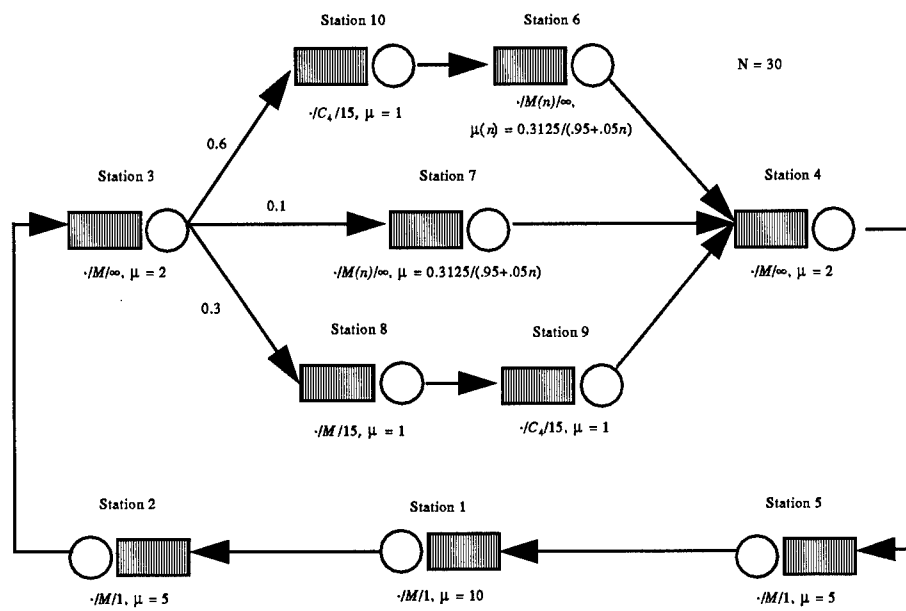 Station 10
Station 6
N = 30
·/C4/15, μ = 1
·/M(n)/∞,
μ(n) = 0.3125/(.95+.05n)
0.6
Station 3
Station 7
Station 4
0.1
·/M/∞, μ = 2
·/M(n)/∞, μ = 0.3125/(.95+.05n)
·/M/∞, μ = 2
0.3
Station 8
Station 9
·/M/15, μ = 1
·/C4/15, μ = 1
Station 2
Station 1
Station 5
·/M/1, μ = 5
·/M/1, μ = 10
·/M/1, μ = 5